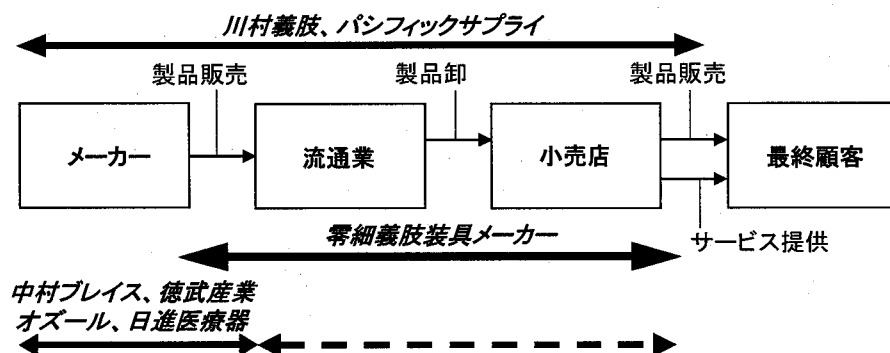 川村義肢、パシフィックサプライ
製品販売
製品卸
製品販売
メーカー
流通業
小売店
最終顧客
零細義肢装具メーカー
サービス提供
中村ブレイス、徳武産業
オズール、日進医療器